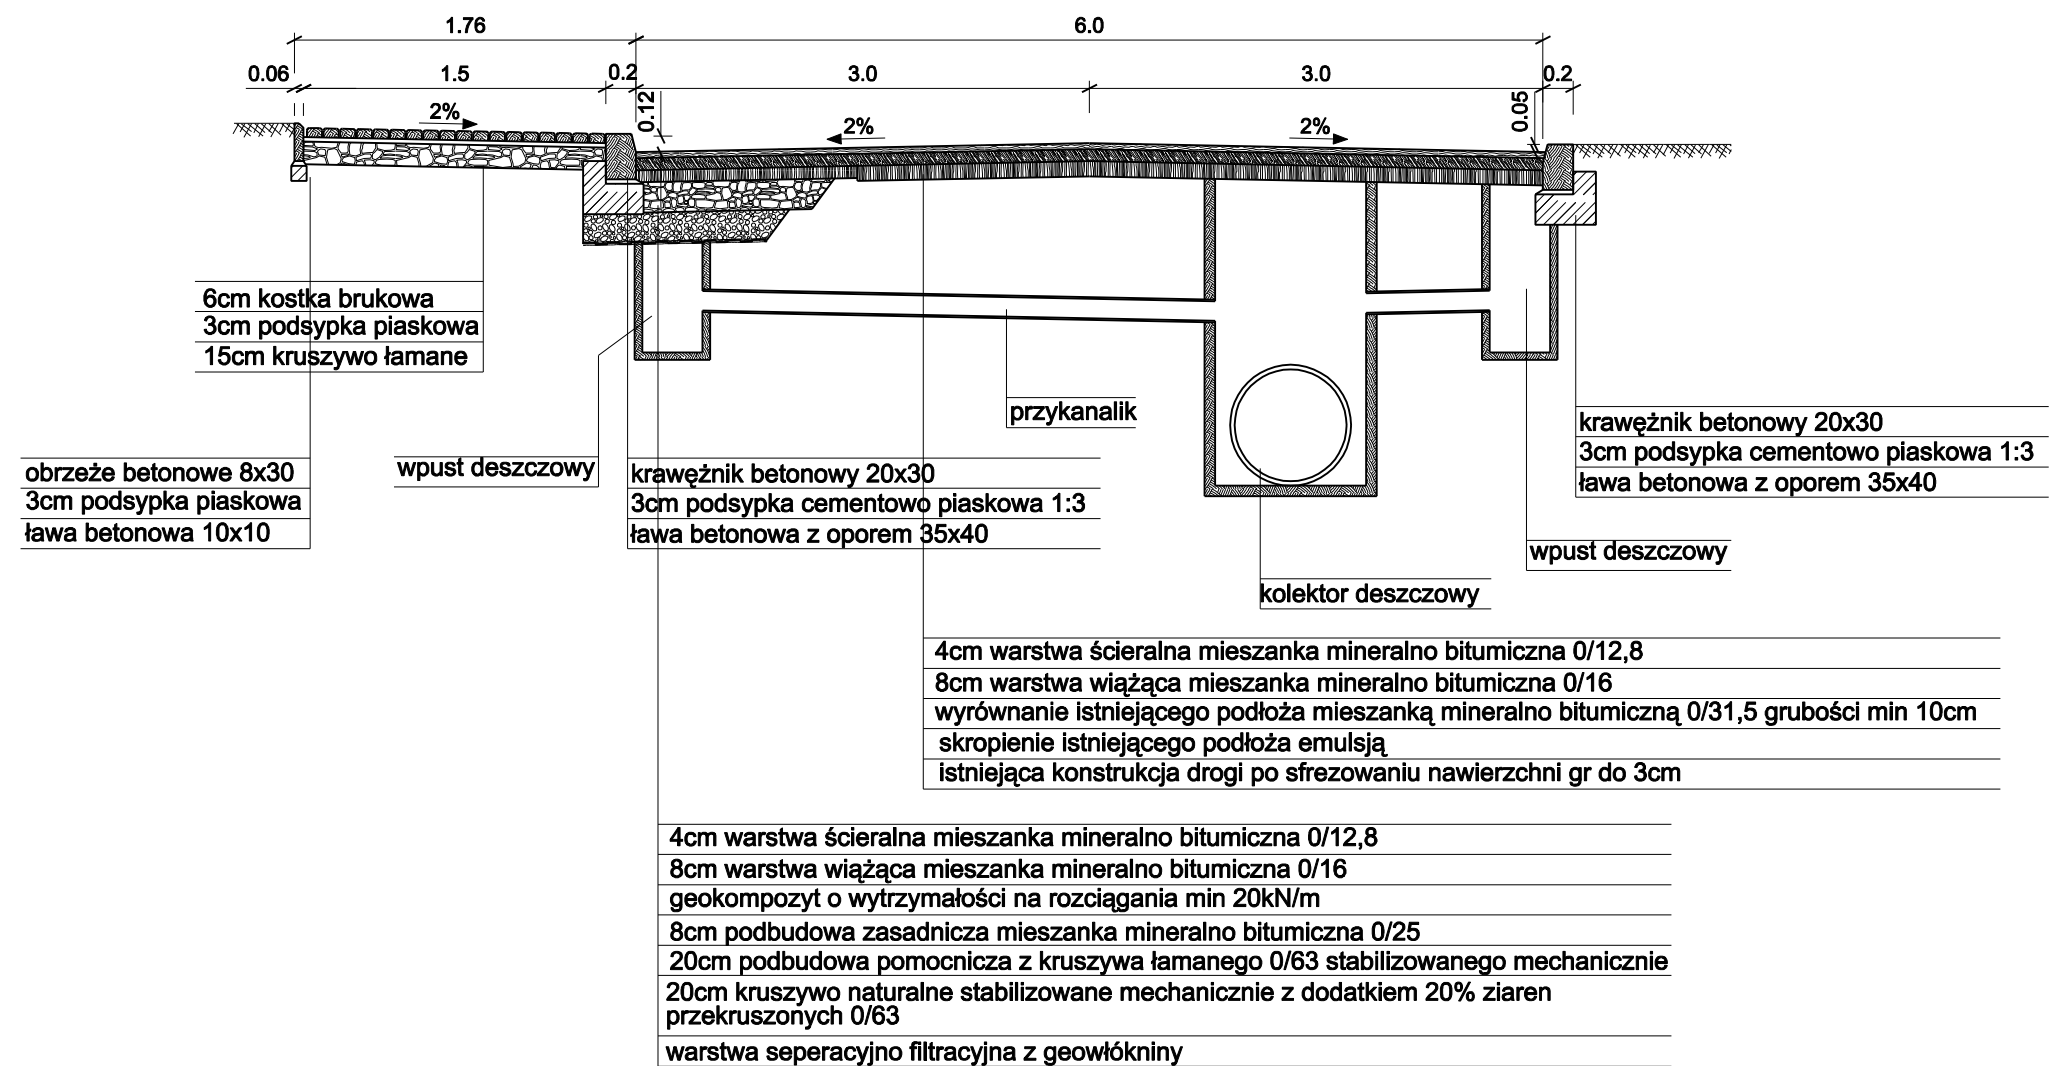 1.76
6.0
0.06
1.5
0.2
3.0
3.0
0.2
0.12
0.05
2%
2%
2%
6cm kostka brukowa
3cm podsypka piaskowa
15cm kruszywo łamane
przykanalik
krawężnik betonowy 20x30
3cm podsypka cementowo piaskowa 1:3
ława betonowa z oporem 35x40
obrzeże betonowe 8x30
3cm podsypka piaskowa
ława betonowa 10x10
wpust deszczowy
krawężnik betonowy 20x30
3cm podsypka cementowo piaskowa 1:3
ława betonowa z oporem 35x40
wpust deszczowy
kolektor deszczowy
4cm warstwa ścieralna mieszanka mineralno bitumiczna 0/12,8
8cm warstwa wiążąca mieszanka mineralno bitumiczna 0/16
wyrównanie istniejącego podłoża mieszanką mineralno bitumiczną 0/31,5 grubości min 10cm
skropienie istniejącego podłoża emulsją
istniejąca konstrukcja drogi po sfrezowaniu nawierzchni gr do 3cm
4cm warstwa ścieralna mieszanka mineralno bitumiczna 0/12,8
8cm warstwa wiążąca mieszanka mineralno bitumiczna 0/16
geokompozyt o wytrzymałości na rozciągania min 20kN/m
8cm podbudowa zasadnicza mieszanka mineralno bitumiczna 0/25
20cm podbudowa pomocnicza z kruszywa łamanego 0/63 stabilizowanego mechanicznie
20cm kruszywo naturalne stabilizowane mechanicznie z dodatkiem 20% ziaren
przekruszonych 0/63
warstwa seperacyjno filtracyjna z geowłókniny